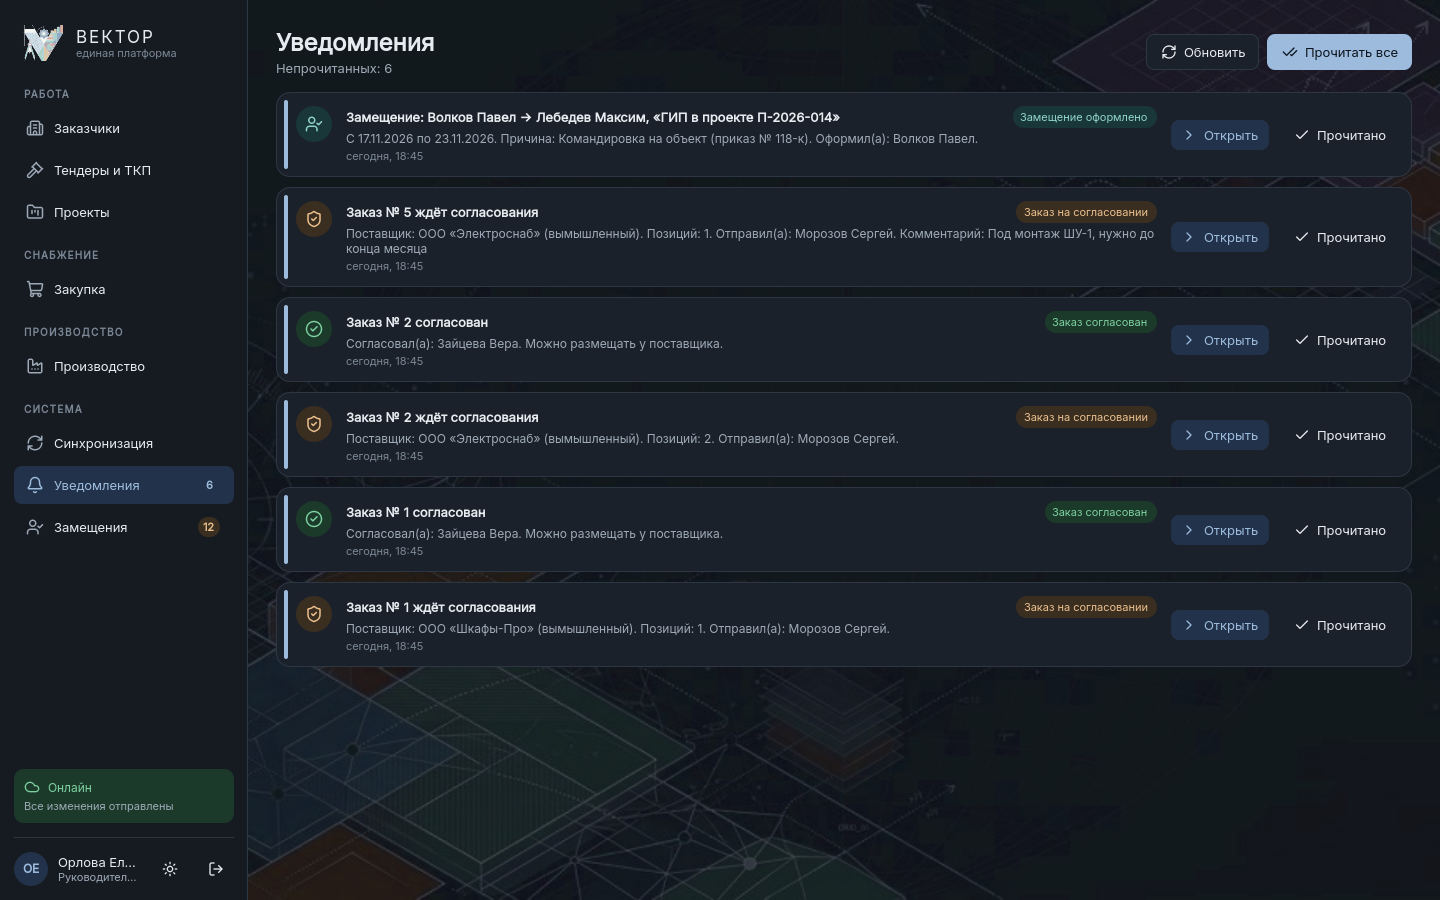 ВЕКТОР
единая платформа
РАБОТА
Заказчики
Тендеры и ТКП
Проекты
СНАБЖЕНИЕ
Закупка
ПРОИЗВОДСТВО
Производство
СИСТЕМА
Синхронизация
Уведомления 6
Замещения 12
Онлайн
Все изменения отправлены
ОЕ
Орлова Ел...
Руководител...
Уведомления
Непрочитанных: 6
Обновить
Прочитать все
Замещение: Волков Павел → Лебедев Максим, «ГИП в проекте П-2026-014»
Замещение оформлено
С 17.11.2026 по 23.11.2026. Причина: Командировка на объект (приказ № 118-к). Оформил(а): Волков Павел.
сегодня, 18:45
Открыть
Прочитано
Заказ № 5 ждёт согласования
Заказ на согласовании
Поставщик: ООО «Электроснаб» (вымышленный). Позиций: 1. Отправил(а): Морозов Сергей. Комментарий: Под монтаж ШУ-1, нужно до
конца месяца
сегодня, 18:45
Открыть
Прочитано
Заказ № 2 согласован
Заказ согласован
Согласовал(а): Зайцева Вера. Можно размещать у поставщика.
сегодня, 18:45
Открыть
Прочитано
Заказ № 2 ждёт согласования
Заказ на согласовании
Поставщик: ООО «Электроснаб» (вымышленный). Позиций: 2. Отправил(а): Морозов Сергей.
сегодня, 18:45
Открыть
Прочитано
Заказ № 1 согласован
Заказ согласован
Согласовал(а): Зайцева Вера. Можно размещать у поставщика.
сегодня, 18:45
Открыть
Прочитано
Заказ № 1 ждёт согласования
Заказ на согласовании
Поставщик: ООО «Шкафы-Про» (вымышленный). Позиций: 1. Отправил(а): Морозов Сергей.
сегодня, 18:45
Открыть
Прочитано